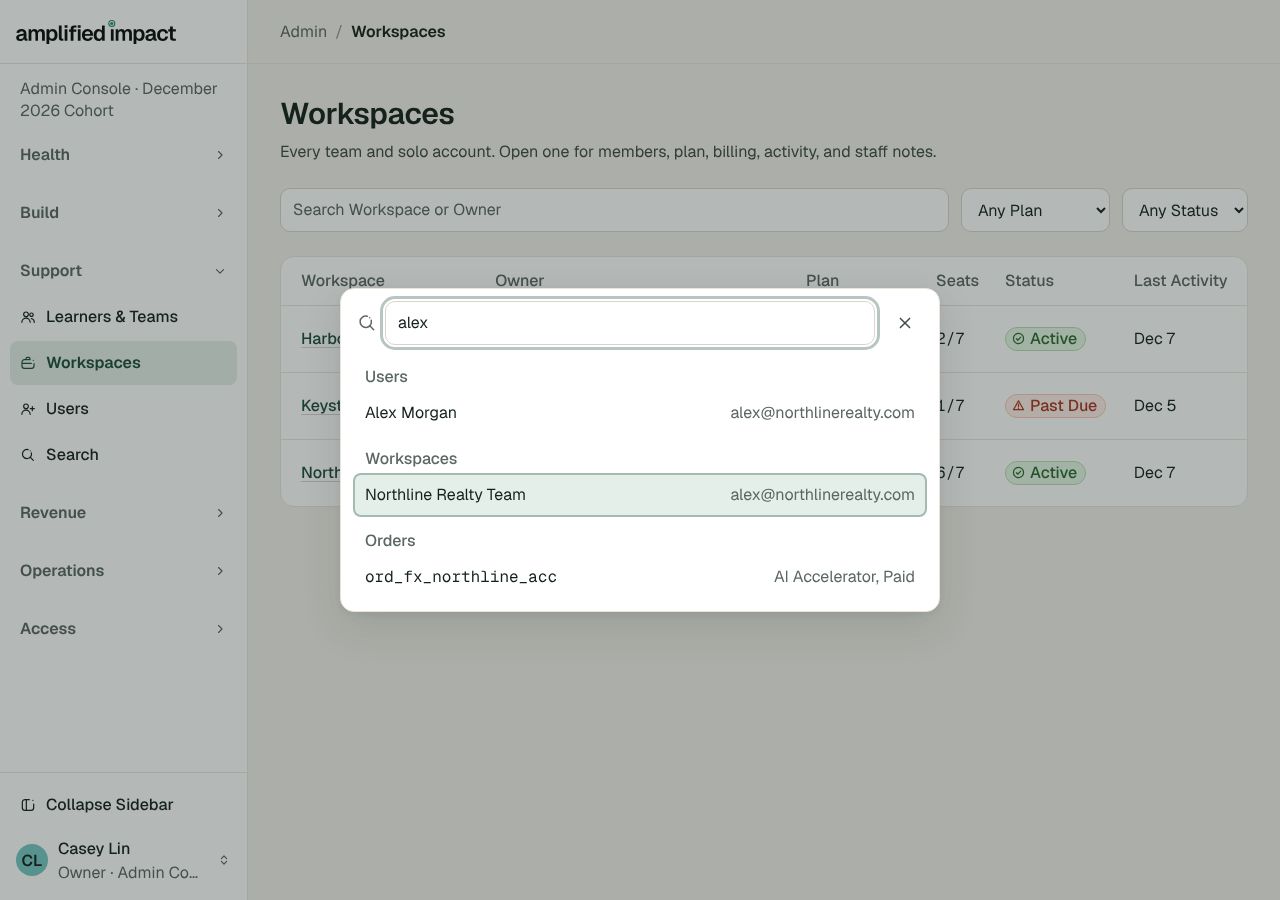 amplified impact
Admin / Workspaces
Admin Console · December
2026 Cohort
Health
Build
Support
Learners & Teams
Workspaces
Users
Search
Revenue
Operations
Access
Collapse Sidebar
CL
Casey Lin
Owner · Admin Co...
Workspaces
Every team and solo account. Open one for members, plan, billing, activity, and staff notes.
Search Workspace or Owner
Any Plan
Any Status
Workspace Owner Plan Seats Status Last Activity
2/7 Active Dec 7
1/7 Past Due Dec 5
6/7 Active Dec 7
alex
Users
Alex Morgan alex@northlinerealty.com
Workspaces
Northline Realty Team alex@northlinerealty.com
Orders
ord_fx_northline_acc AI Accelerator, Paid